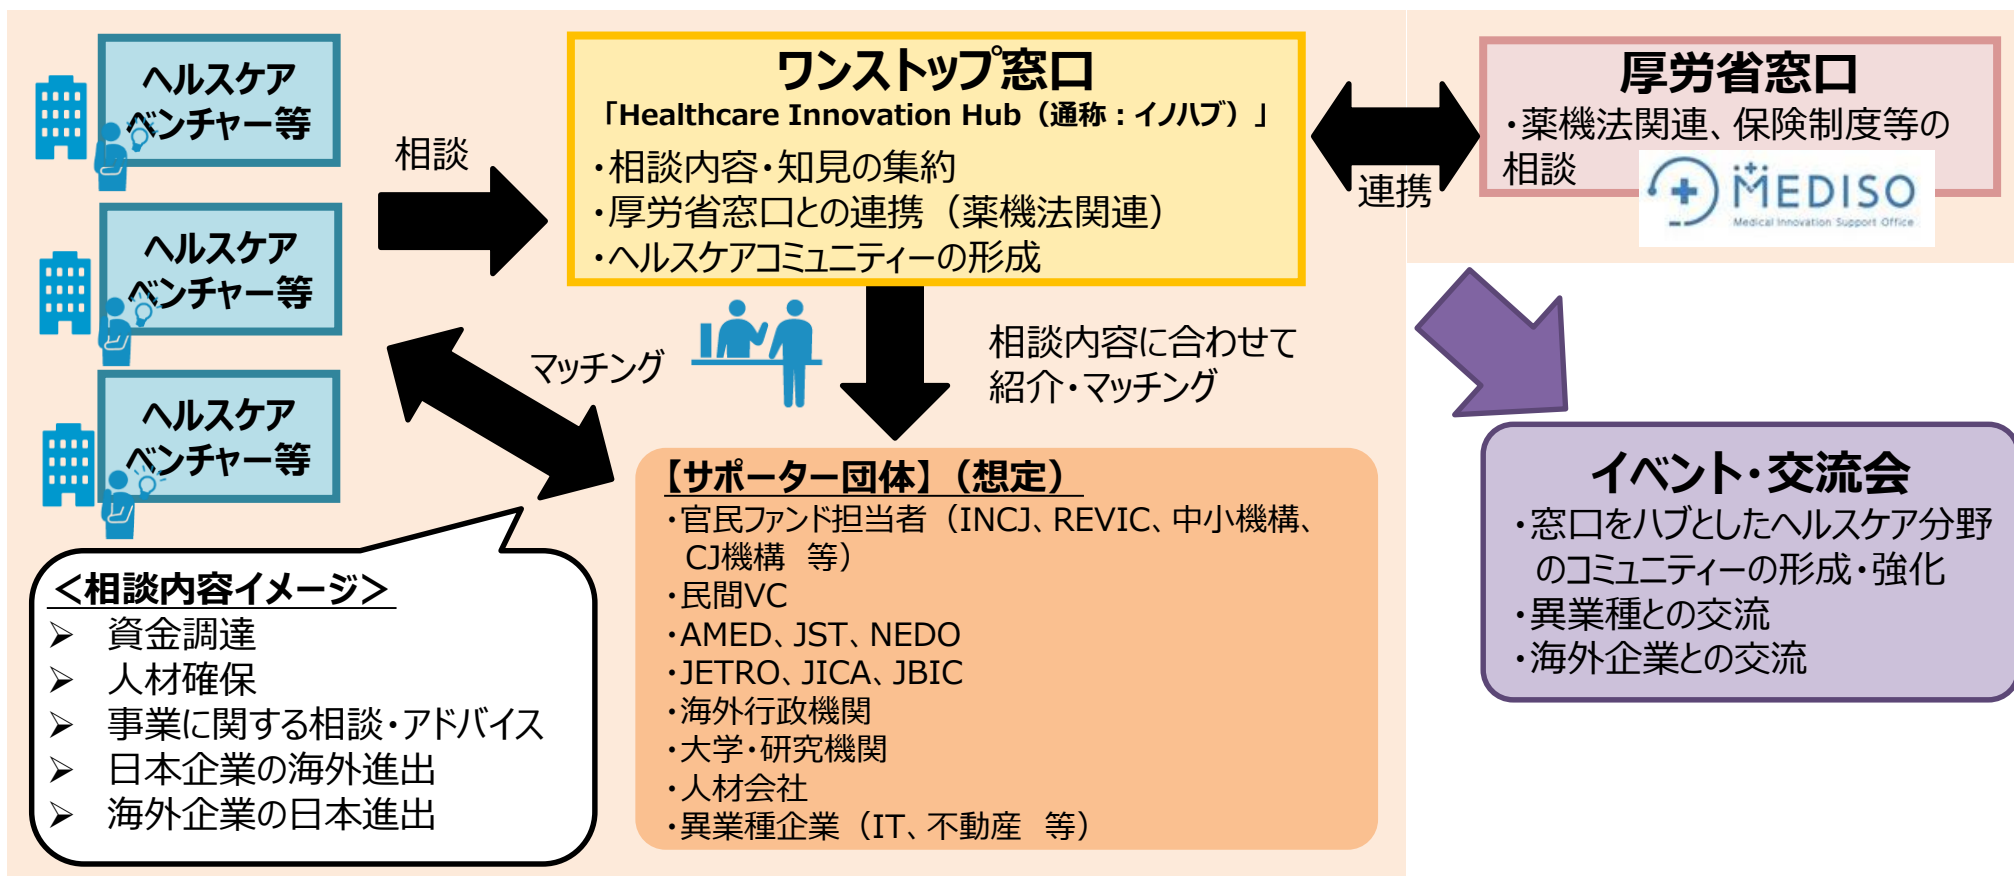 ヘルスケア
ベンチャー等
ヘルスケア
ベンチャー等
ヘルスケア
ベンチャー等
相談
ワンストップ窓口
「Healthcare Innovation Hub（通称：イノハブ）」
・相談内容・知見の集約
・厚労省窓口との連携（薬機法関連）
・ヘルスケアコミュニティーの形成
連携
厚労省窓口
・薬機法関連、保険制度等の
相談
MEDISO
Medical Innovation Support Office
マッチング
相談内容に合わせて
紹介・マッチング
【サポーター団体】（想定）
・官民ファンド担当者（INCJ、REVIC、中小機構、
CJ機構　等）
・民間VC
・AMED、JST、NEDO
・JETRO、JICA、JBIC
・海外行政機関
・大学・研究機関
・人材会社
・異業種企業（IT、不動産　等）
＜相談内容イメージ＞
➢ 資金調達
➢ 人材確保
➢ 事業に関する相談・アドバイス
➢ 日本企業の海外進出
➢ 海外企業の日本進出
イベント・交流会
・窓口をハブとしたヘルスケア分野
のコミュニティーの形成・強化
・異業種との交流
・海外企業との交流